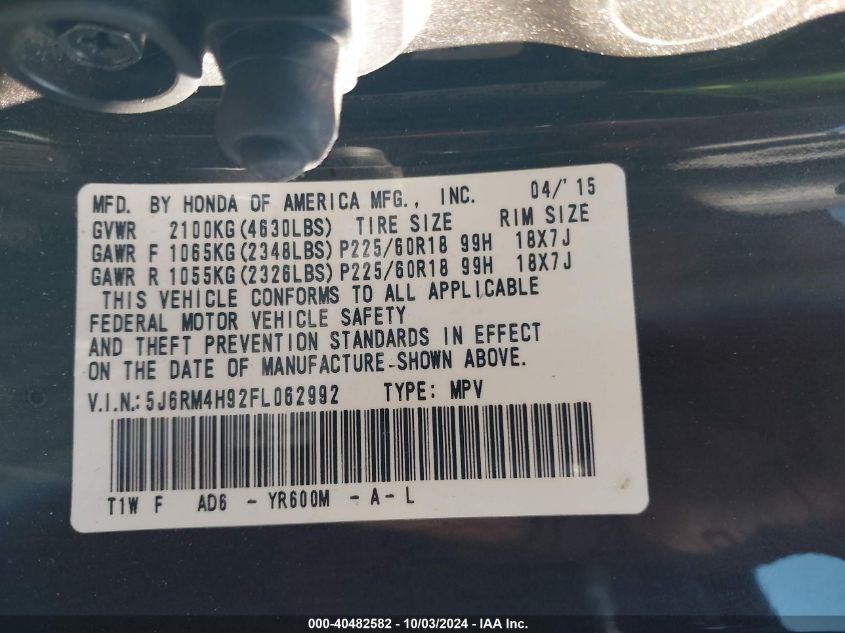 MFD. BY HONDA OF AMERICA MFG., INC. 04/'15
GVWR 2100KG(4630LBS) TIRE SIZE RIM SIZE
GAWR F 1065KG(2348LBS) P225/60R18 99H 18X7J
GAWR R 1055KG(2326LBS) P225/60R18 99H 18X7J
THIS VEHICLE CONFORMS TO ALL APPLICABLE
FEDERAL MOTOR VEHICLE SAFETY
AND THEFT PREVENTION STANDARDS IN EFFECT
ON THE DATE OF MANUFACTURE SHOWN ABOVE.
V.I.N.: 5J6RM4H92FL062992 TYPE: MPV
T1W F AD6 - YR600M - A - L
000-40482582 - 10/03/2024 - IAA Inc.